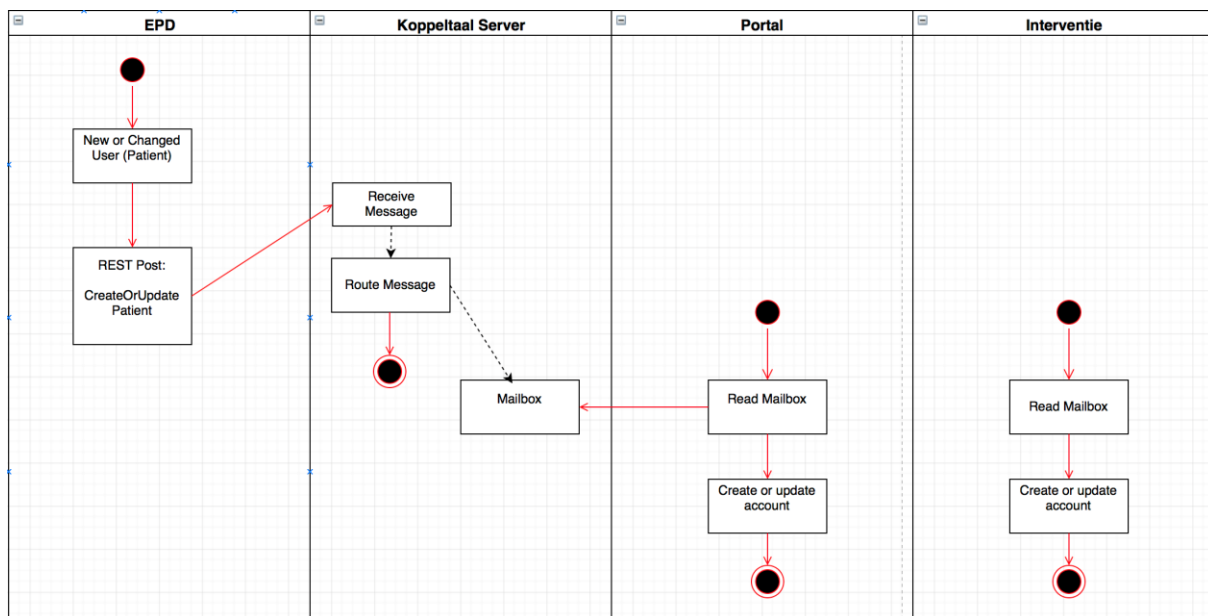 EPD
Koppeltaal Server
Portal
Interventie
New or Changed
User (Patient)
REST Post:
CreateOrUpdate
Patient
Receive
Message
Route Message
Mailbox
Read Mailbox
Create or update
account
Read Mailbox
Create or update
account